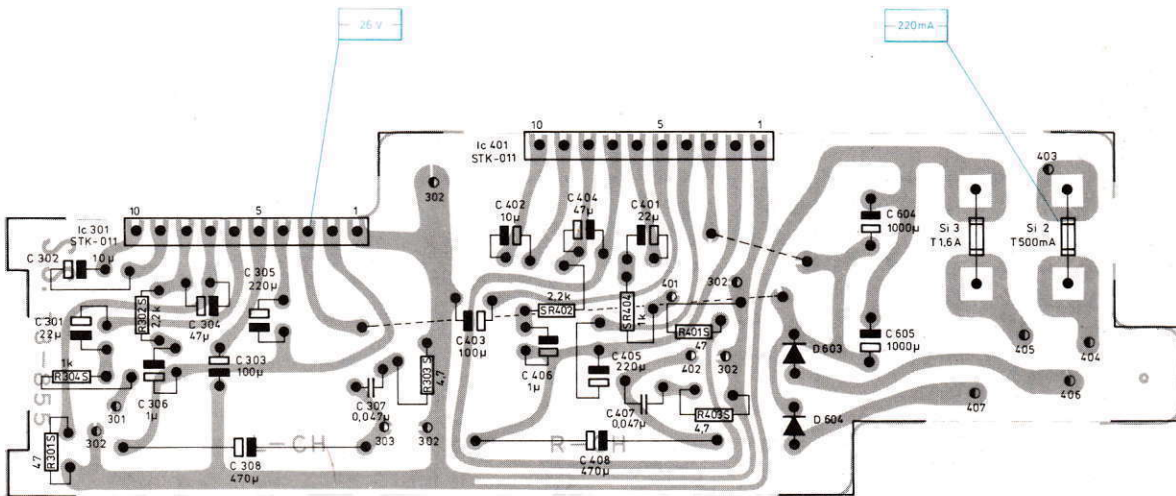 26 V
220mA
10
5
1
Ic 401
STK-011
403
302
C 402
10µ
C 404
47µ
C 401
22µ
C 604
1000µ
Si 3
T1,6A
Si 2
T500mA
10
5
1
Ic 301
STK-011
C 302
10µ
C 305
220µ
2,2k
SR402
SR404
1k
401
302
C 301
22µ
R302S
2,2k
C 304
47µ
C 403
100µ
R401S
47
C 605
1000µ
405
404
1k
R304S
C 303
100µ
R303S
4,7
C 406
1µ
C 405
220µ
402
302
D 603
C 306
1µ
301
C 307
0,047µ
C 407
0,047µ
R403S
4,7
407
406
302
303
302
D 604
R301S
47
-CH
C 308
470µ
C 408
470µ